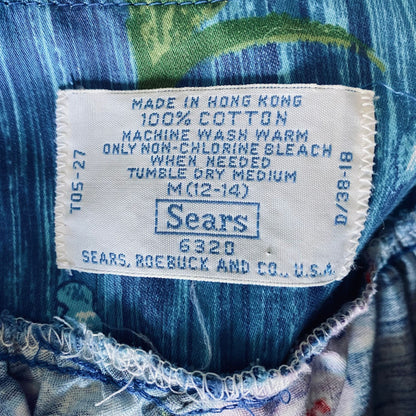 MADE IN HONG KONG
100% COTTON
MACHINE WASH WARM
ONLY NON-CHLORINE BLEACH
WHEN NEEDED
TUMBLE DRY MEDIUM
M (12-14)
Sears
6320
SEARS, ROEBUCK AND CO., U.S.A.
T05-27
D/38-18